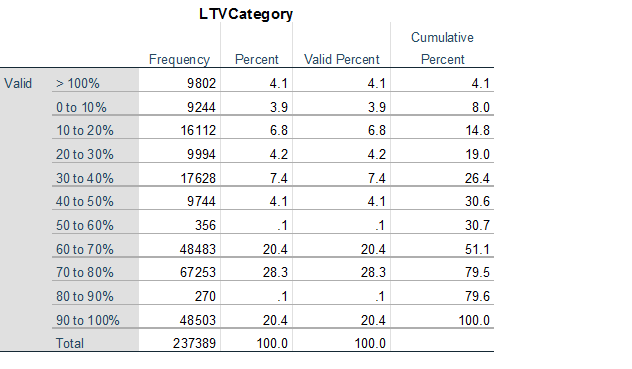 LTVCategory
Cumulative
Frequency Percent Valid Percent Percent
Valid > 100% 9802 4.1 4.1 4.1
0 to 10% 9244 3.9 3.9 8.0
10 to 20% 16112 6.8 6.8 14.8
20 to 30% 9994 4.2 4.2 19.0
30 to 40% 17628 7.4 7.4 26.4
40 to 50% 9744 4.1 4.1 30.6
50 to 60% 356 .1 .1 30.7
60 to 70% 48483 20.4 20.4 51.1
70 to 80% 67253 28.3 28.3 79.5
80 to 90% 270 .1 .1 79.6
90 to 100% 48503 20.4 20.4 100.0
Total 237389 100.0 100.0